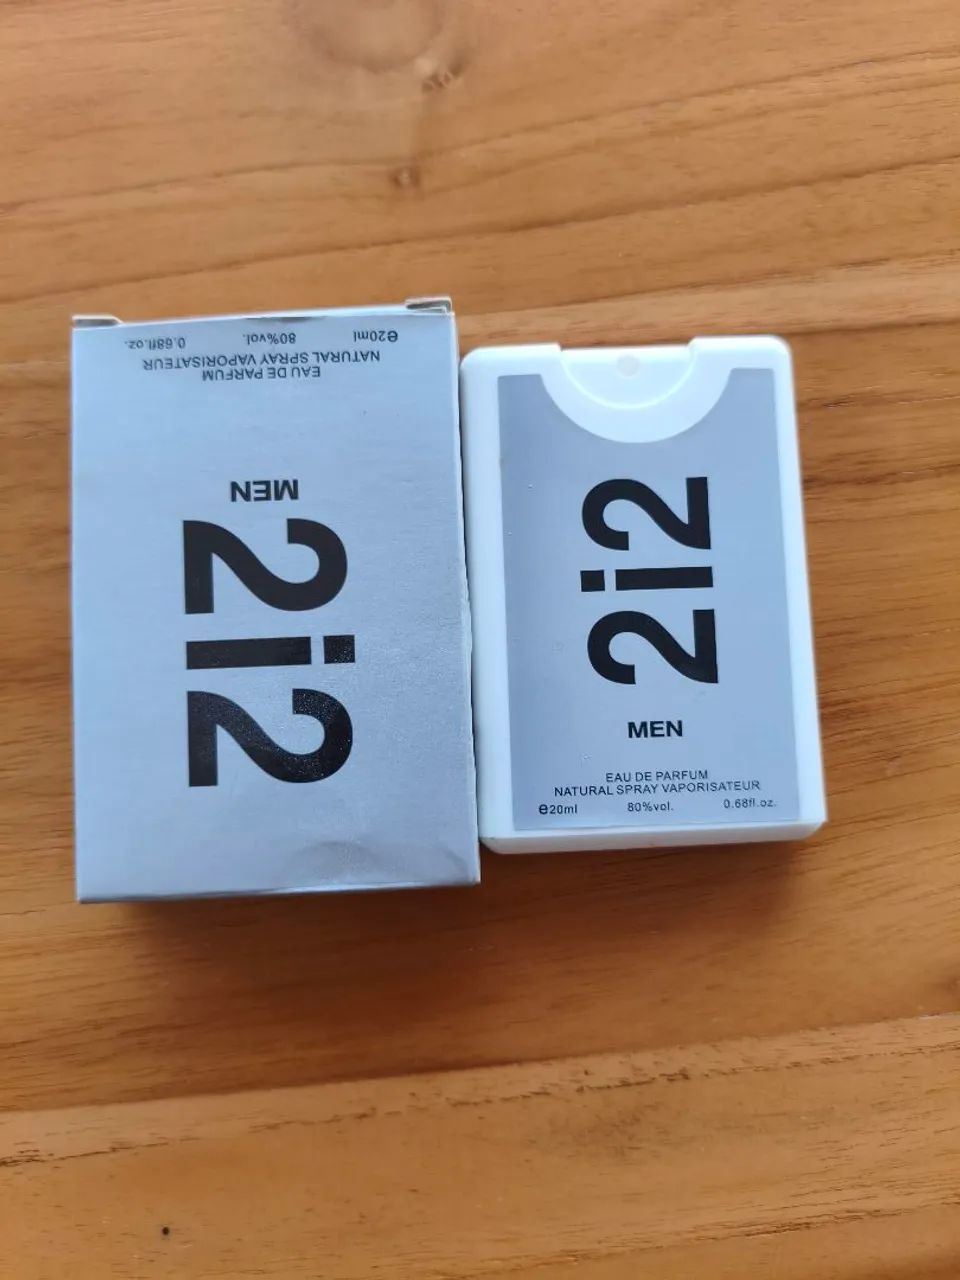 2i2
MEN
EAU DE PARFUM
NATURAL SPRAY VAPORISATEUR
℮20ml 80%vol. 0.68fl.oz.
2i2
MEN
EAU DE PARFUM
NATURAL SPRAY VAPORISATEUR
℮20ml 80%vol. 0.68fl.oz.